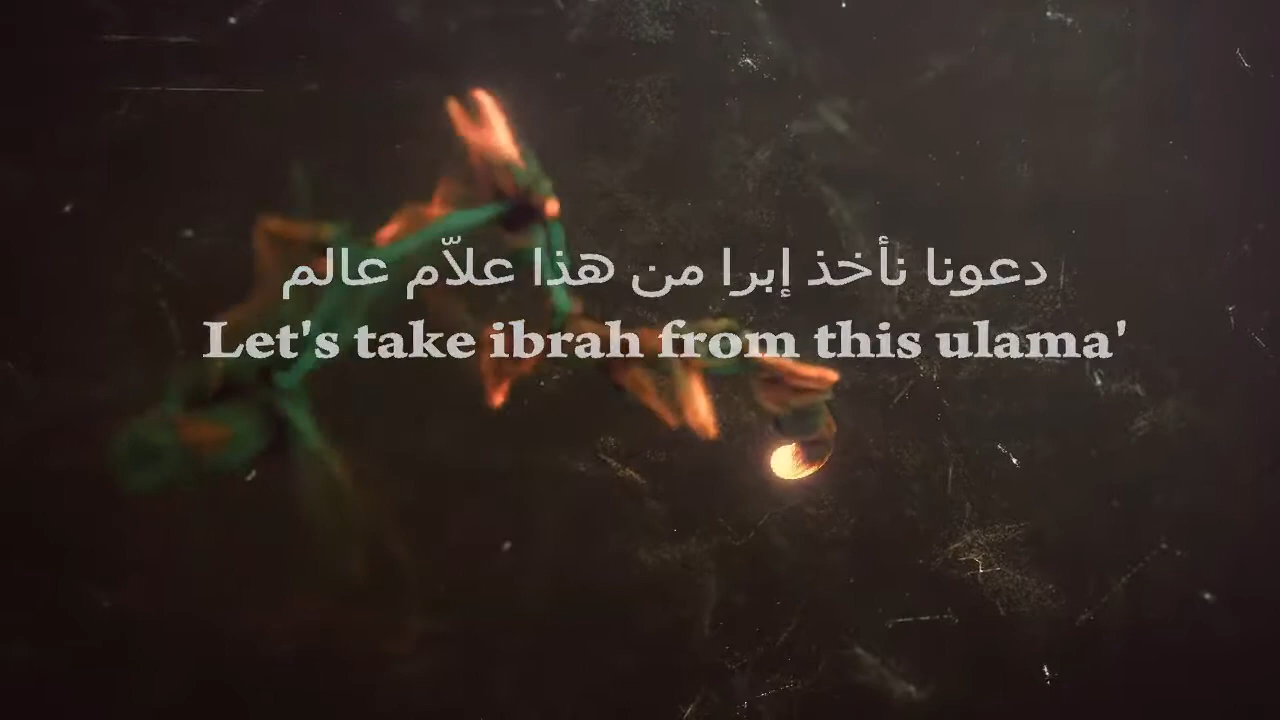 دعونا نأخذ إبرا من هذا علاّم عالم
Let's take ibrah from this ulama'